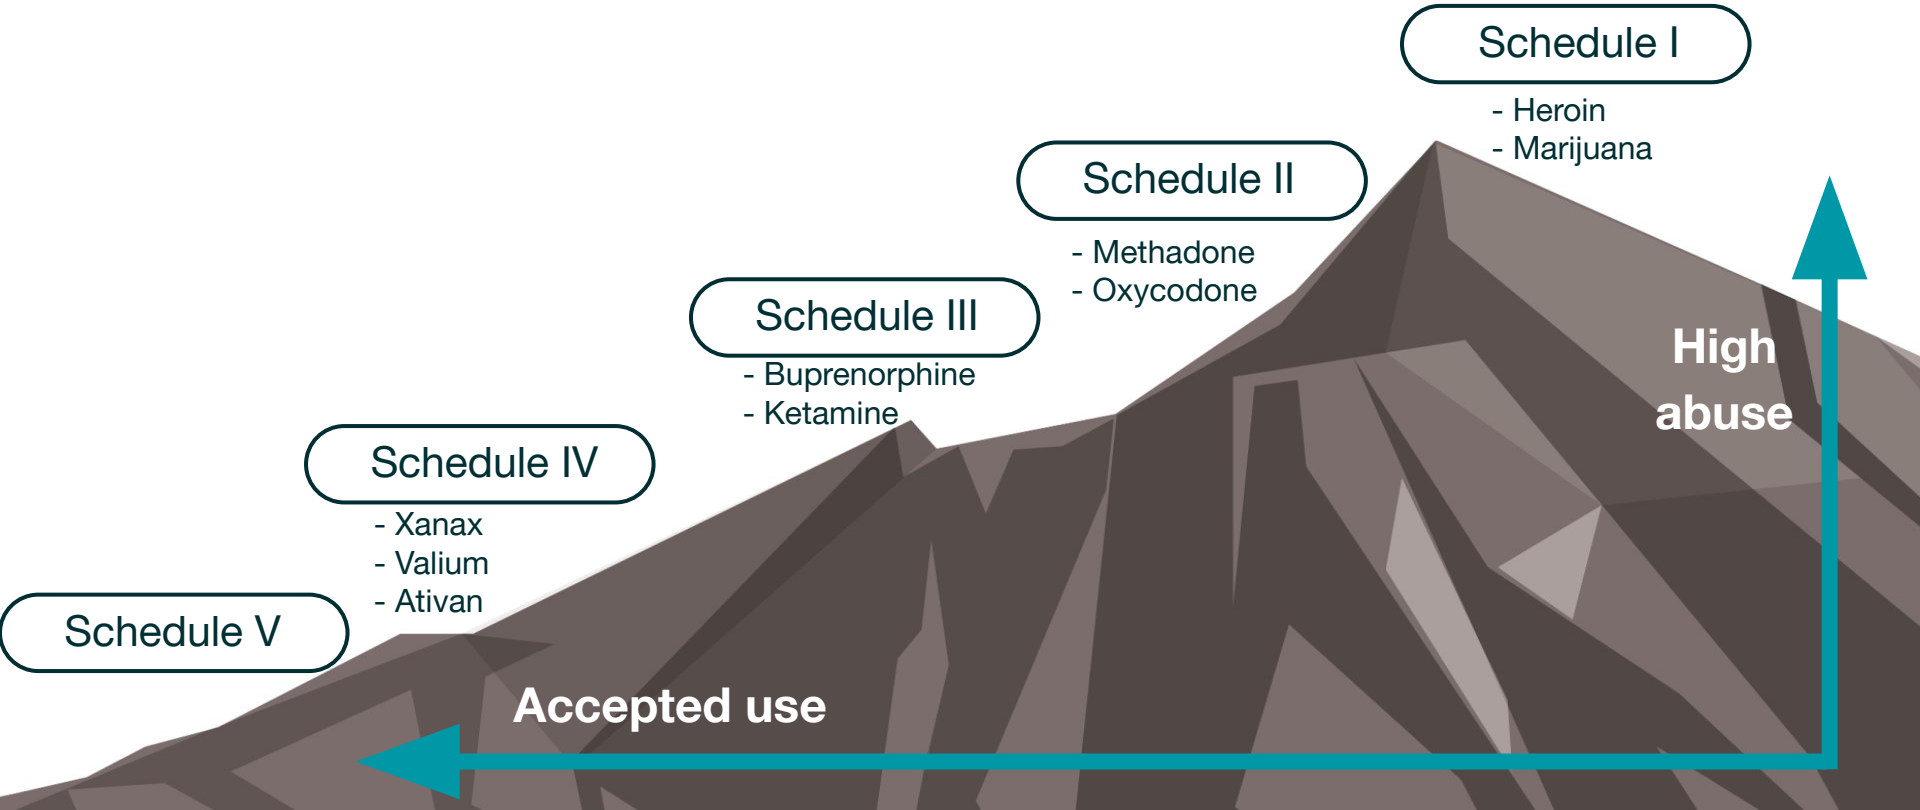 Schedule I
- Heroin
- Marijuana
Schedule II
- Methadone
- Oxycodone
Schedule III
- Buprenorphine
- Ketamine
Schedule IV
- Xanax
- Valium
- Ativan
Schedule V
High
abuse
Accepted use